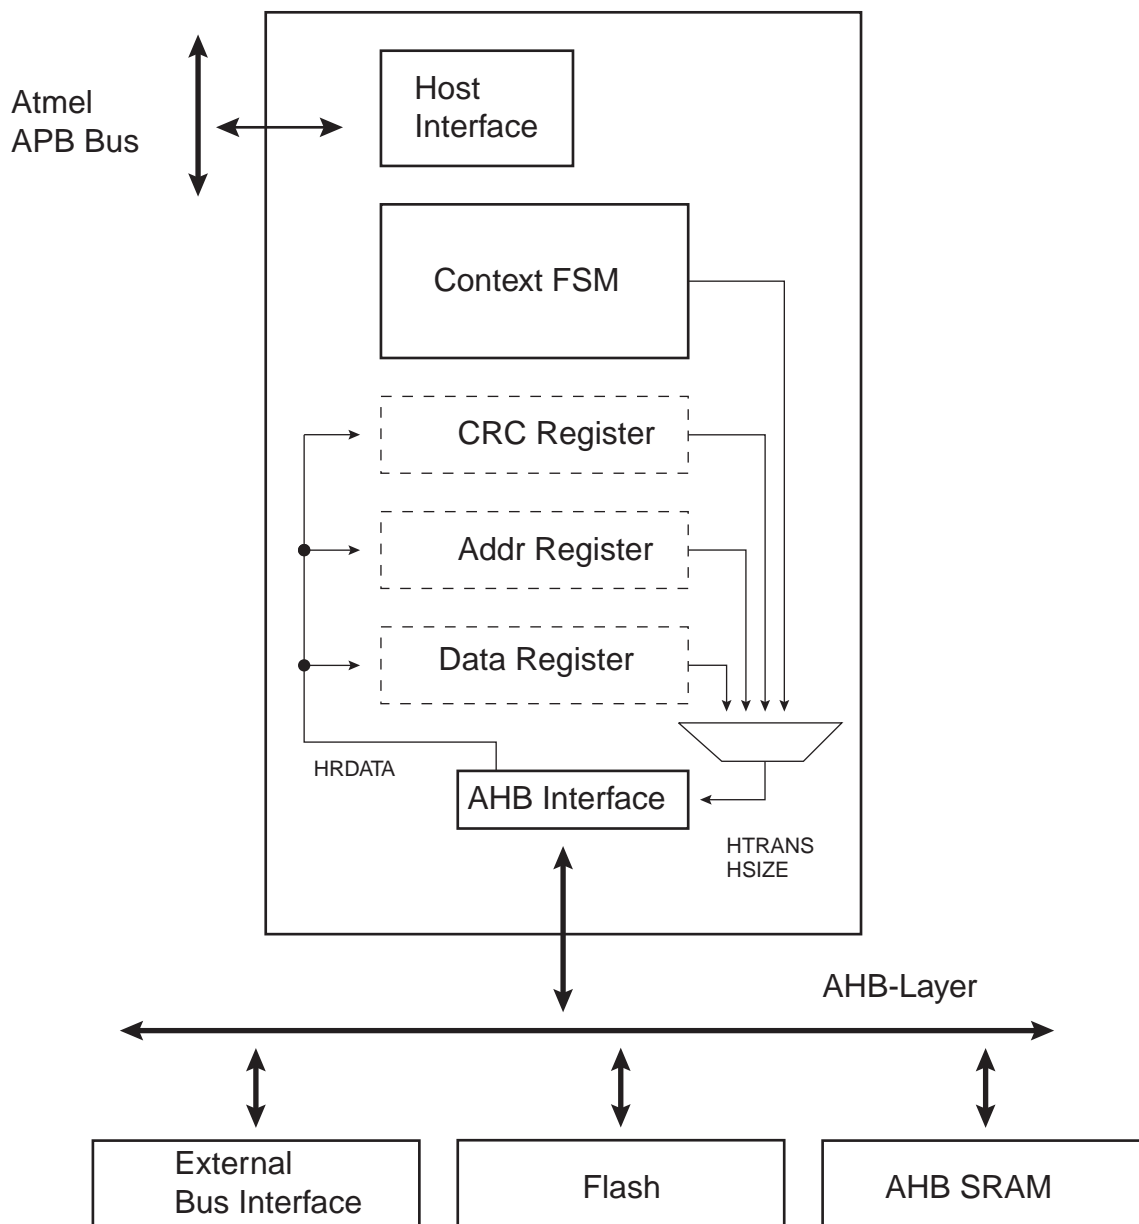 Atmel
APB Bus
Host
Interface
Context FSM
CRC Register
Addr Register
Data Register
HRDATA
AHB Interface
HTRANS
HSIZE
AHB-Layer
External
Bus Interface
Flash
AHB SRAM